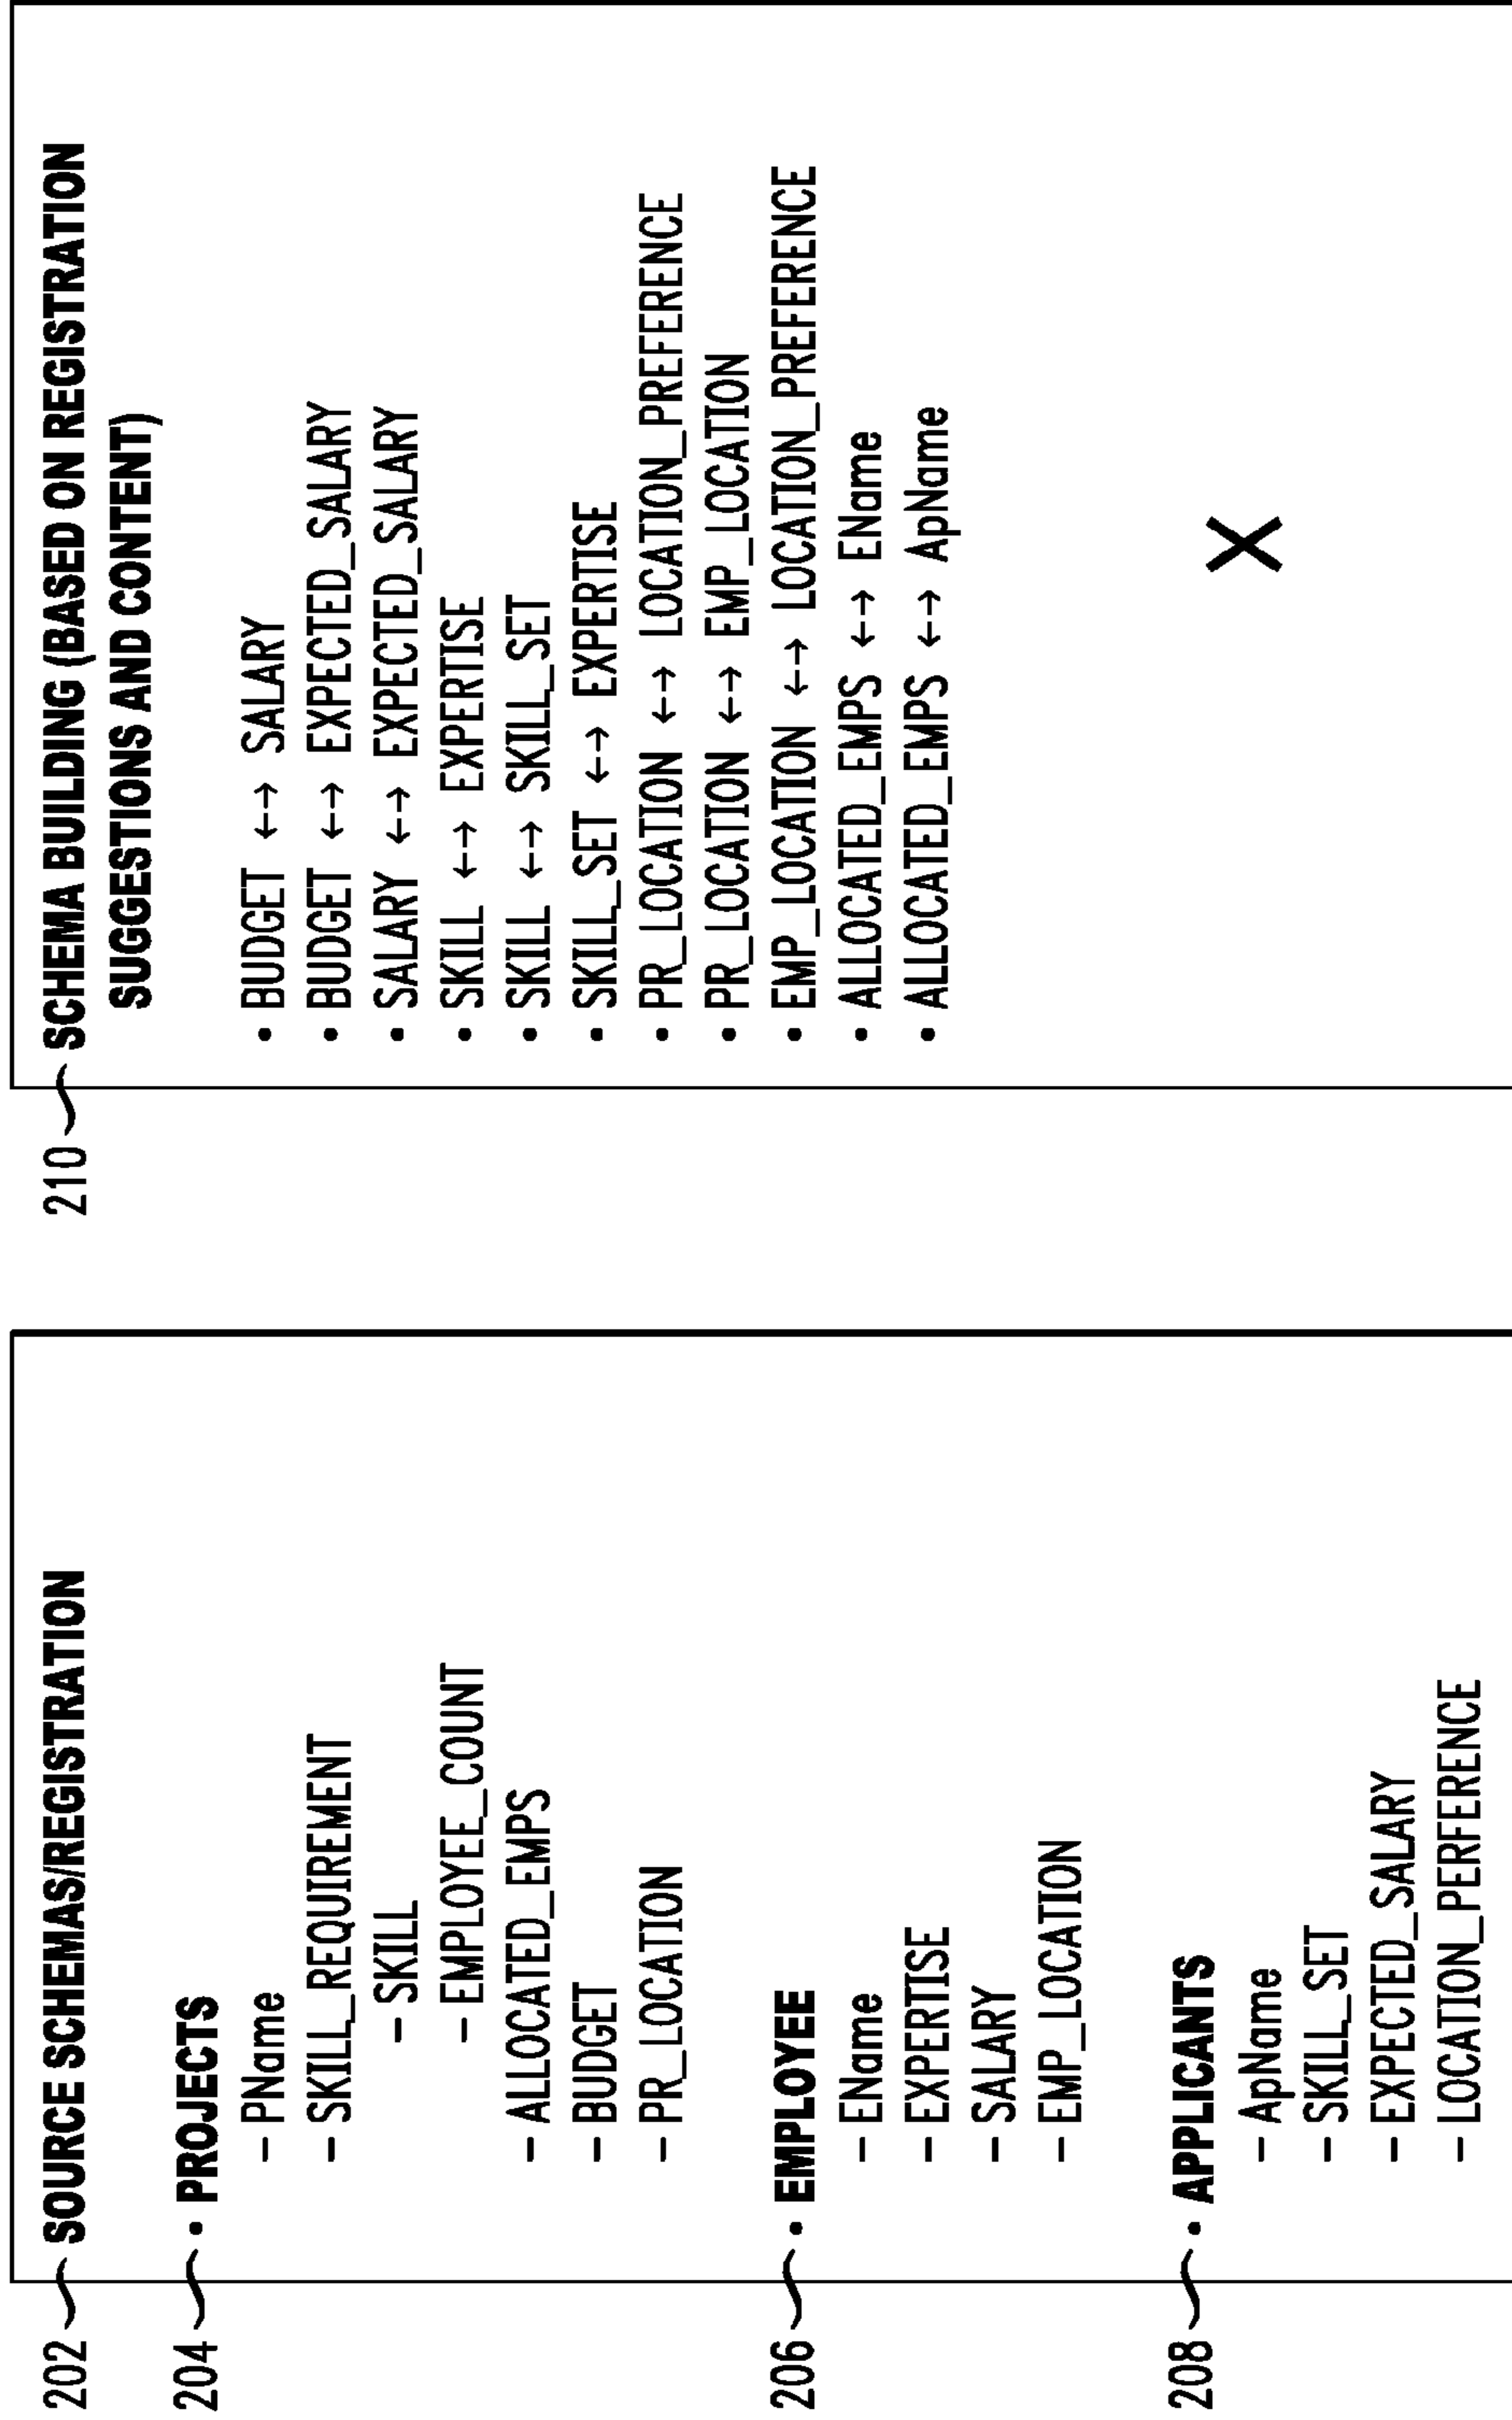 202
SOURCE SCHEMAS/REGISTRATION
204
• PROJECTS
– PName
– SKILL_REQUIREMENT
– SKILL
– EMPLOYEE_COUNT
– ALLOCATED_EMPS
– BUDGET
– PR_LOCATION
206
• EMPLOYEE
– EName
– EXPERTISE
– SALARY
– EMP_LOCATION
208
• APPLICANTS
– ApName
– SKILL_SET
– EXPECTED_SALARY
– LOCATION_PERFERENCE
210
SCHEMA BUILDING (BASED ON REGISTRATION
SUGGESTIONS AND CONTENT)
• BUDGET ↔ SALARY
• BUDGET ↔ EXPECTED_SALARY
• SALARY ↔ EXPECTED_SALARY
• SKILL ↔ EXPERTISE
• SKILL ↔ SKILL_SET
• SKILL_SET ↔ EXPERTISE
• PR_LOCATION ↔ LOCATION_PREFERENCE
• PR_LOCATION ↔ EMP_LOCATION
• EMP_LOCATION ↔ LOCATION_PREFERENCE
• ALLOCATED_EMPS ↔ EName
• ALLOCATED_EMPS ↔ ApName
X